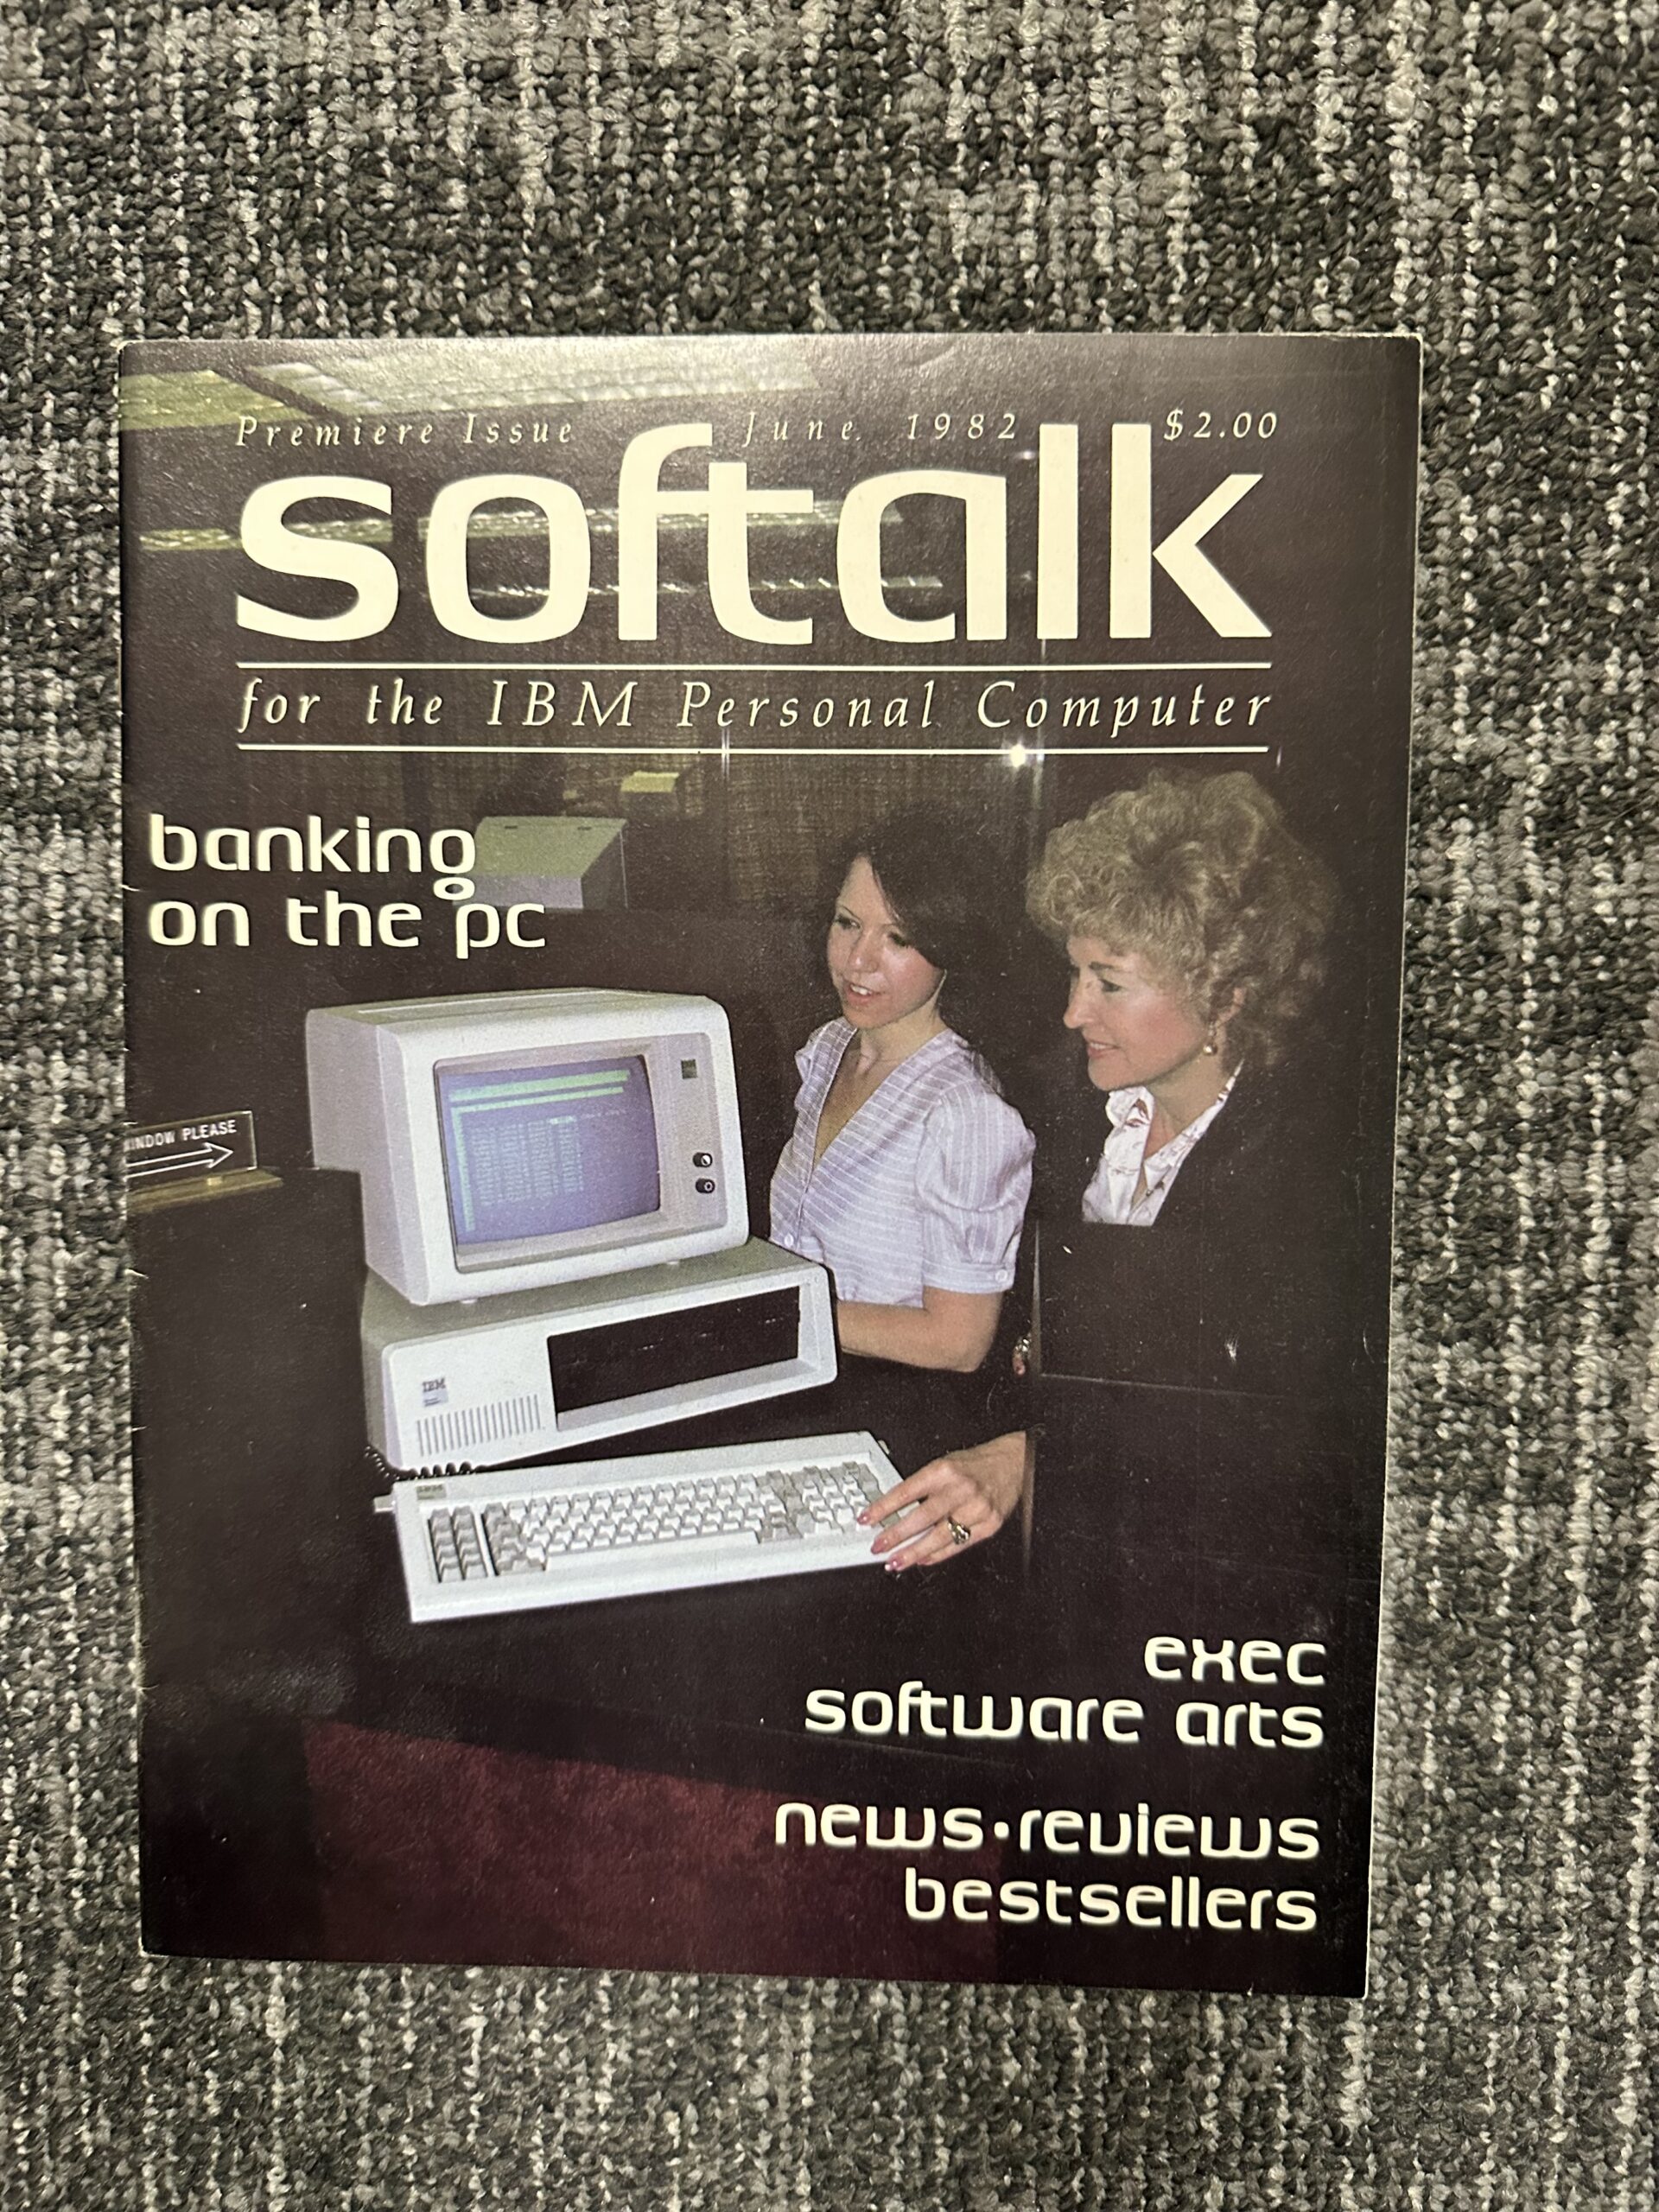 Premiere Issue June 1982 $2.00
softalk
for the IBM Personal Computer
banking
on the pc
WINDOW PLEASE
IBM
exec
software arts
news•reviews
bestsellers